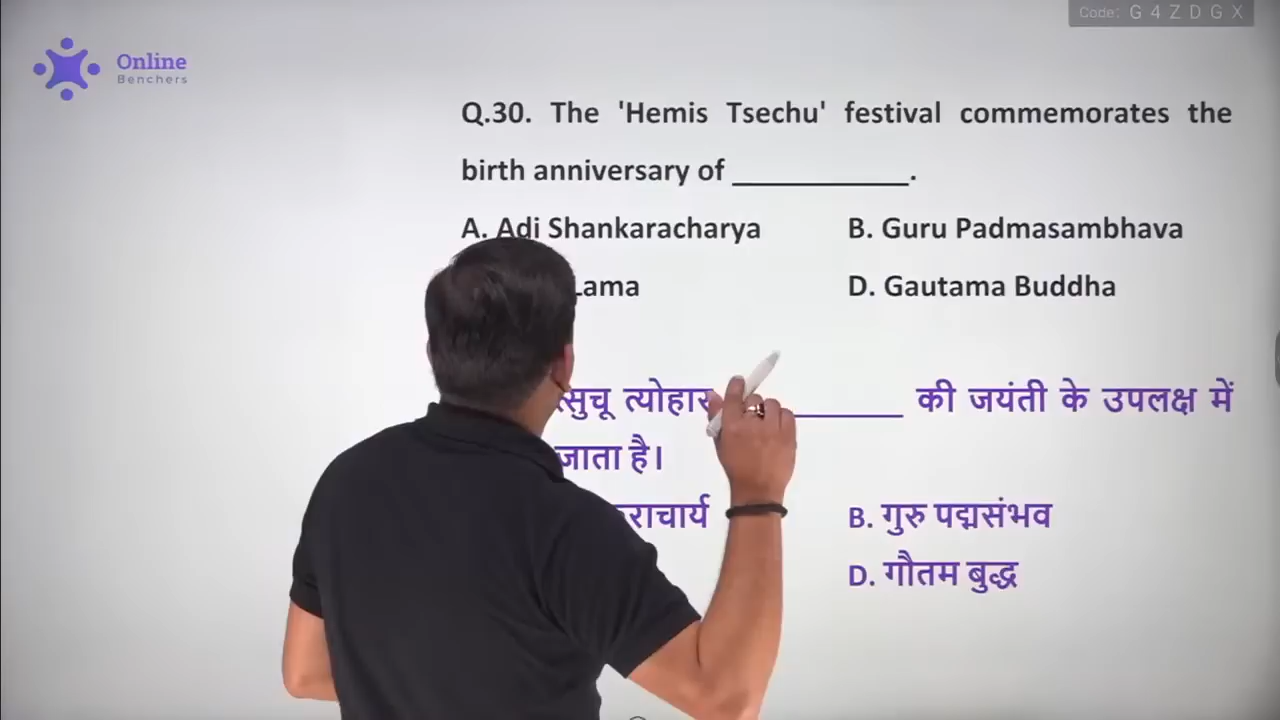 Code: G 4 Z D G X
Online
Benchers
Q.30. The 'Hemis Tsechu' festival commemorates the
birth anniversary of ___________.
A. Adi Shankaracharya B. Guru Padmasambhava
Lama D. Gautama Buddha
त्योहार _______ की जयंती के उपलक्ष में
जाता है।
B. गुरु पद्मसंभव
D. गौतम बुद्ध